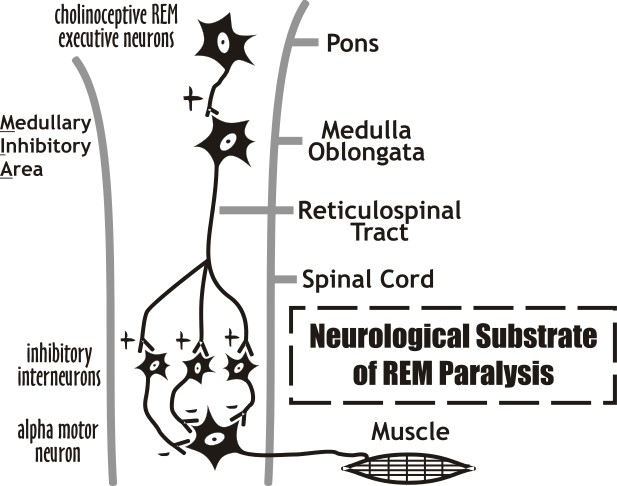 cholinoceptive REM
executive neurons
Pons
+
Medullary
Inhibitory
Area
Medulla
Oblongata
Reticulospinal
Tract
Spinal Cord
+ + +
Neurological Substrate
of REM Paralysis
inhibitory
interneurons
- -
alpha motor
neuron
-
Muscle